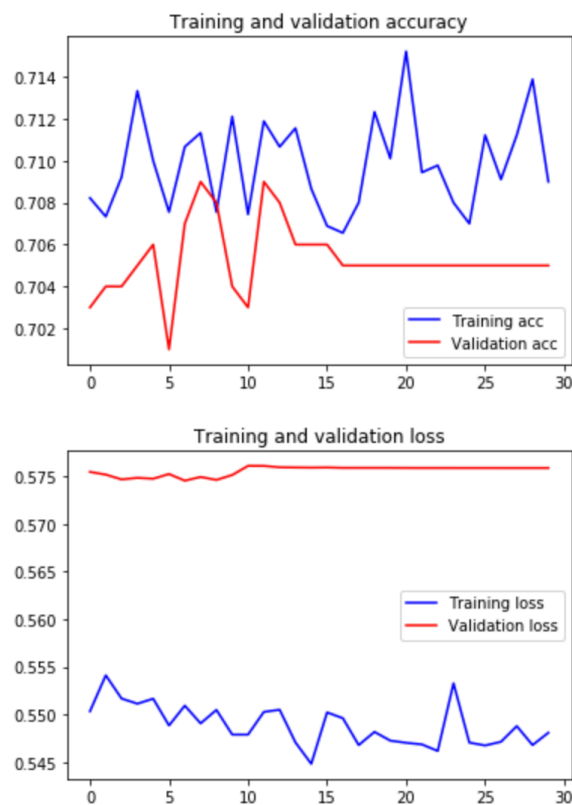 Training and validation accuracy
0.714
0.712
0.710
0.708
0.706
0.704
0.702
Training acc
Validation acc
0 5 10 15 20 25 30
Training and validation loss
0.575
0.570
0.565
0.560
0.555
0.550
0.545
Training loss
Validation loss
0 5 10 15 20 25 30